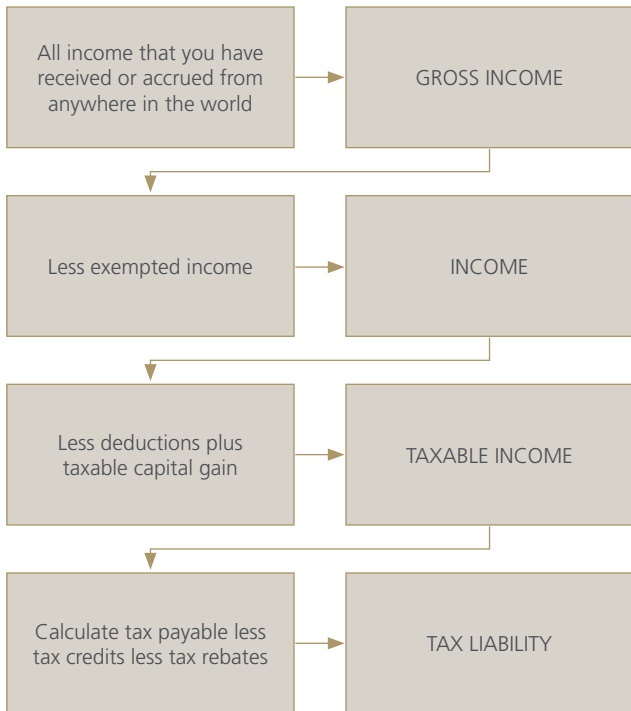 All income that you have
received or accrued from
anywhere in the world
GROSS INCOME
Less exempted income
INCOME
Less deductions plus
taxable capital gain
TAXABLE INCOME
Calculate tax payable less
tax credits less tax rebates
TAX LIABILITY